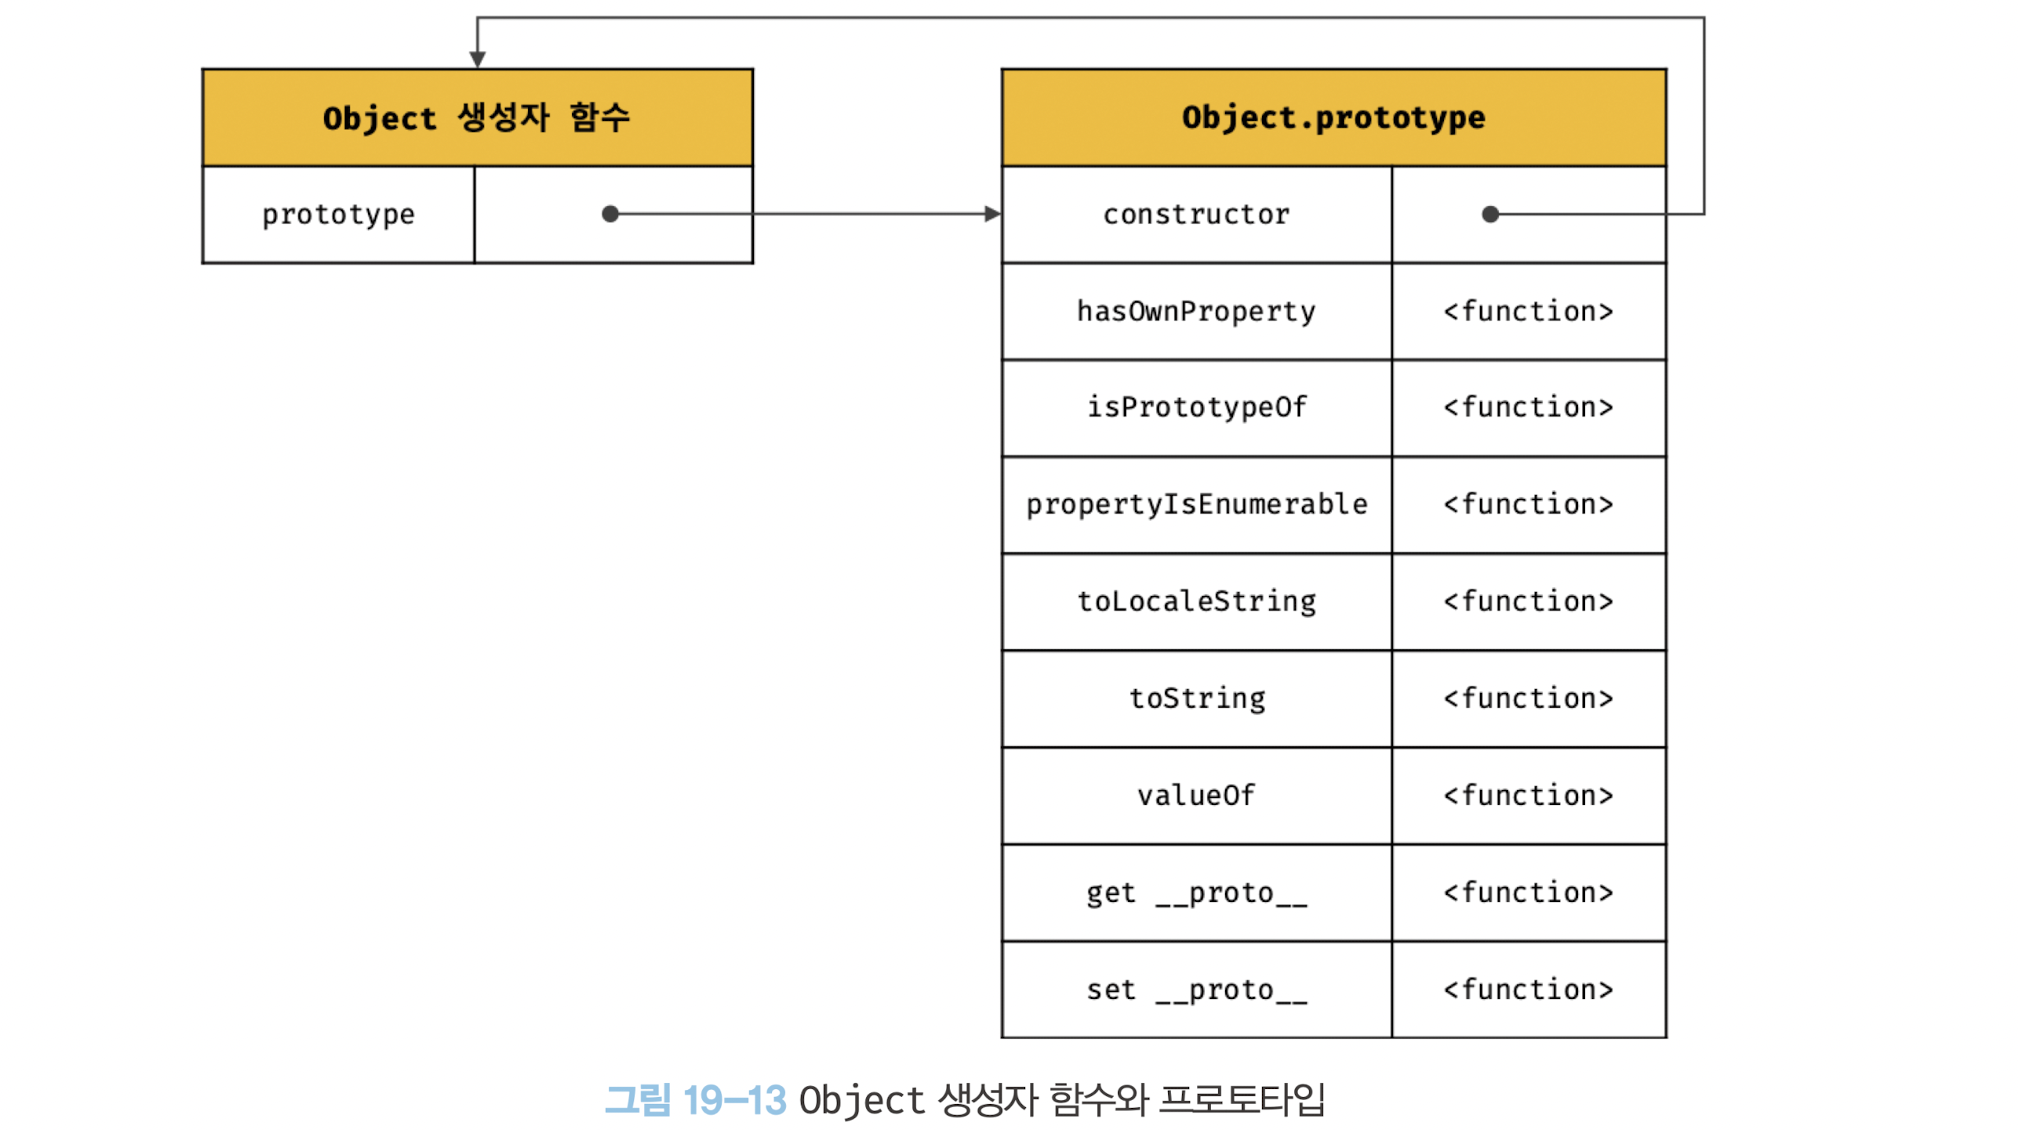 Object 생성자 함수
prototype
Object.prototype
constructor
hasOwnProperty <function>
isPrototypeOf <function>
propertyIsEnumerable <function>
toLocaleString <function>
toString <function>
valueOf <function>
get __proto__ <function>
set __proto__ <function>
그림 19–13 Object 생성자 함수와 프로토타입